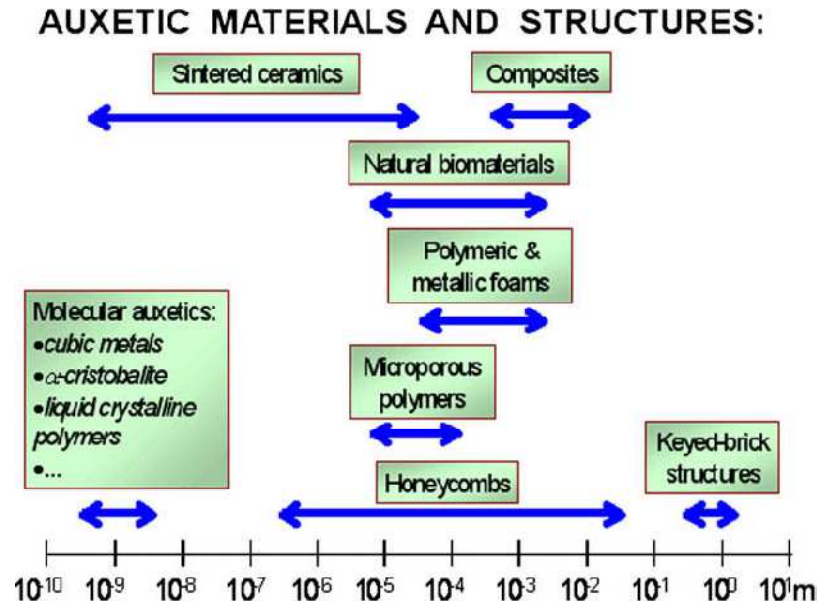 AUXETIC MATERIALS AND STRUCTURES:
Sintered ceramics
Composites
Natural biomaterials
Polymeric &
metallic foams
Molecular auxetics:
•cubic metals
•α-cristobalite
•liquid crystalline
polymers
•...
Microporous
polymers
Keyed-brick
structures
Honeycombs
10-10 10-9 10-8 10-7 10-6 10-5 10-4 10-3 10-2 10-1 100 101m